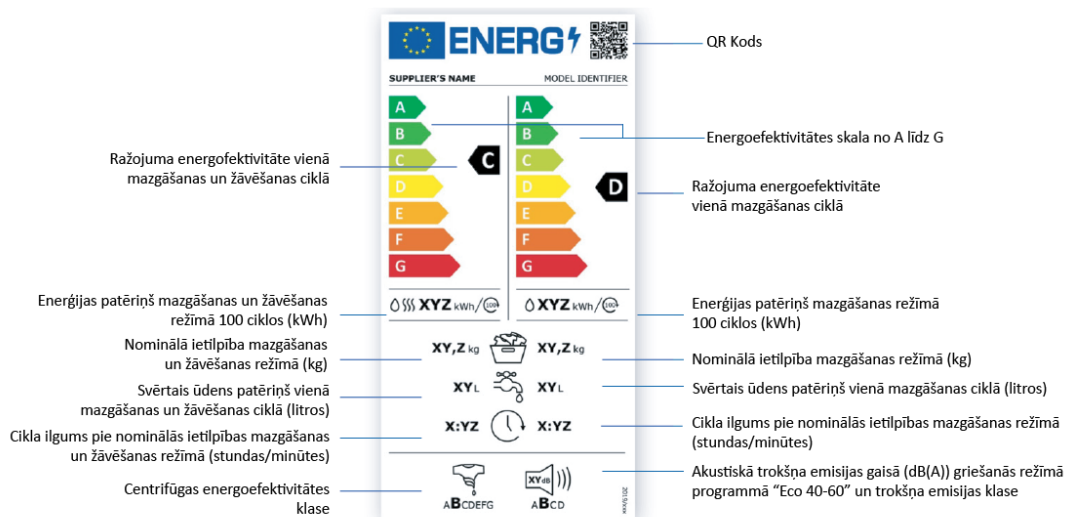 ENERG
QR Kods
SUPPLIER'S NAME
MODEL IDENTIFIER
A
B
C
D
E
F
G
C
A
B
C
D
E
F
G
D
Energoefektivitātes skala no A līdz G
Ražojuma energofektivitāte vienā
mazgāšanas un žāvēšanas ciklā
Ražojuma energoefektivitāte
vienā mazgāšanas ciklā
Enerģijas patēriņš mazgāšanas un žāvēšanas
režīmā 100 ciklos (kWh)
XYZ kWh/100
XYZ kWh/100
Enerģijas patēriņš mazgāšanas režīmā
100 ciklos (kWh)
Nominālā ietilpība mazgāšanas
un žāvēšanas režīmā (kg)
XY,Z kg
XY,Z kg
Nominālā ietilpība mazgāšanas režīmā (kg)
Svērtais ūdens patēriņš vienā
mazgāšanas un žāvēšanas ciklā (litros)
XY L
XY L
Svērtais ūdens patēriņš vienā mazgāšanas ciklā (litros)
Cikla ilgums pie nominālās ietilpības mazgāšanas
un žāvēšanas režīmā (stundas/minūtes)
X:YZ
X:YZ
Cikla ilgums pie nominālās ietilpības mazgāšanas režīmā
(stundas/minūtes)
Centrifūgas energoefektivitātes
klase
ABCDEFG
XY dB
ABCD
Akustiskā trokšņa emisijas gaisā (dB(A)) griešanās režīmā
programmā “Eco 40-60” un trokšņa emisijas klase